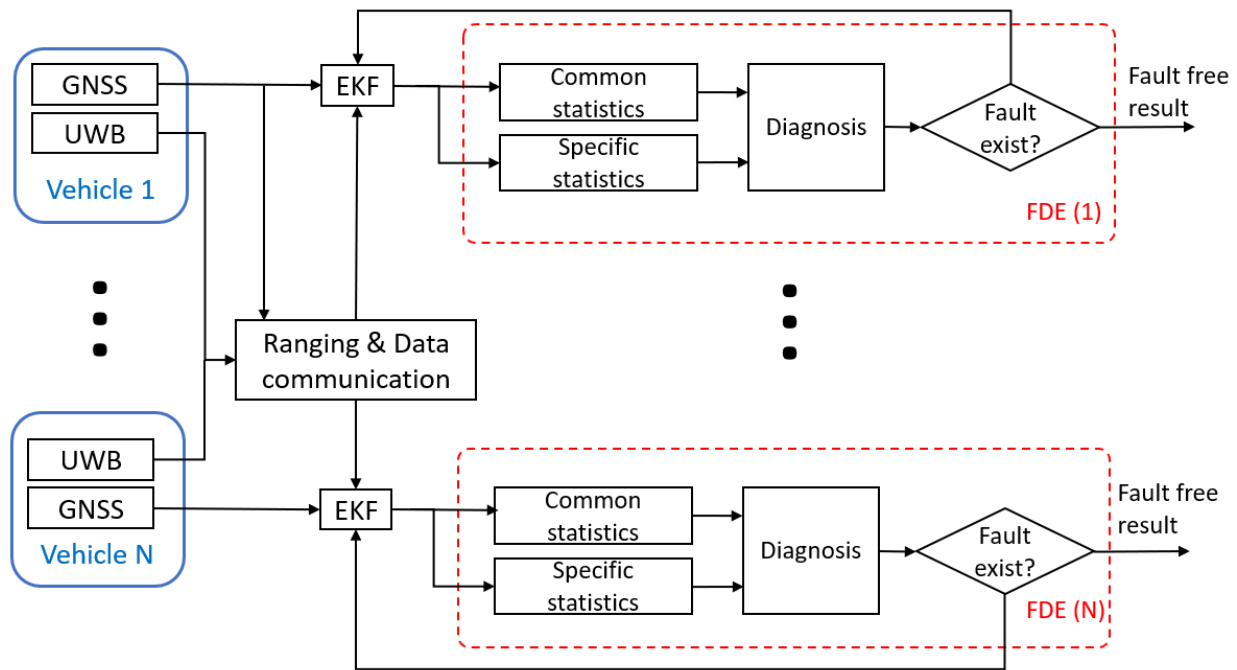 GNSS
UWB
Vehicle 1
EKF
Common
statistics
Specific
statistics
Diagnosis
Fault
exist?
Fault free
result
FDE (1)
Ranging & Data
communication
UWB
GNSS
Vehicle N
EKF
Common
statistics
Specific
statistics
Diagnosis
Fault
exist?
Fault free
result
FDE (N)